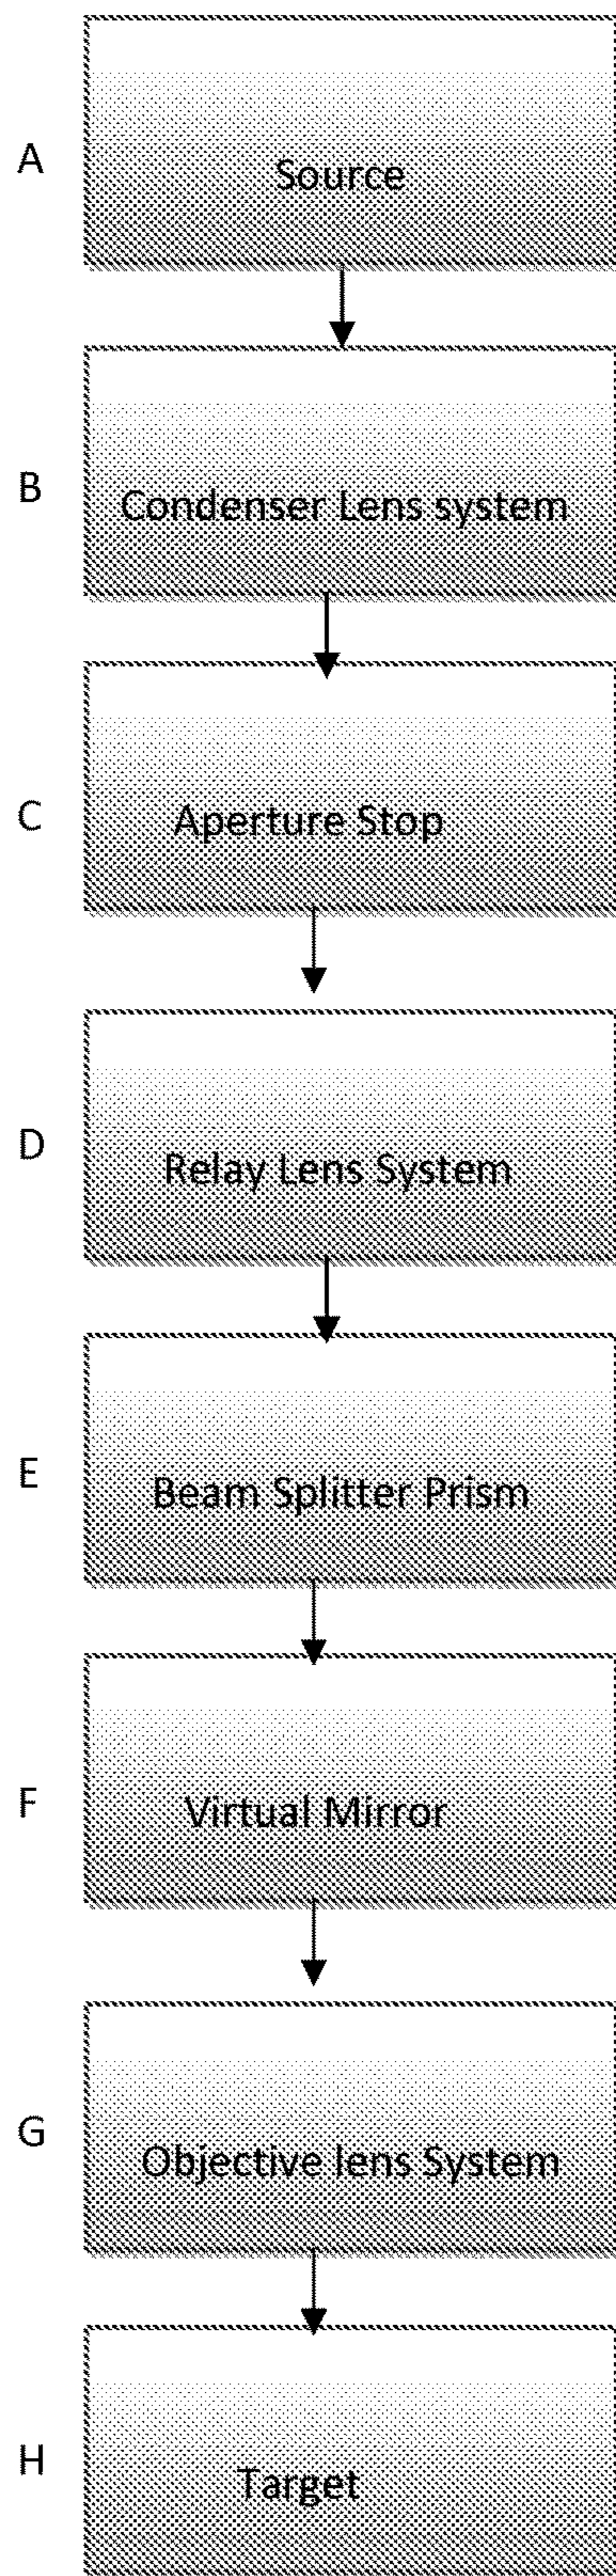 A
Source
B
Condenser Lens system
C
Aperture Stop
D
Relay Lens System
E
Beam Splitter Prism
F
Virtual Mirror
G
Objective lens System
H
Target